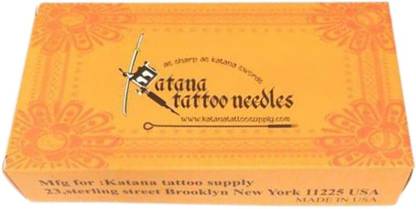 as sharp as katana swords
Katana
tattoo needles
www.katanatattoosupply.com
Mfg for :Katana tattoo supply
23,sterling street Brooklyn New York 11225 USA
MADE IN USA